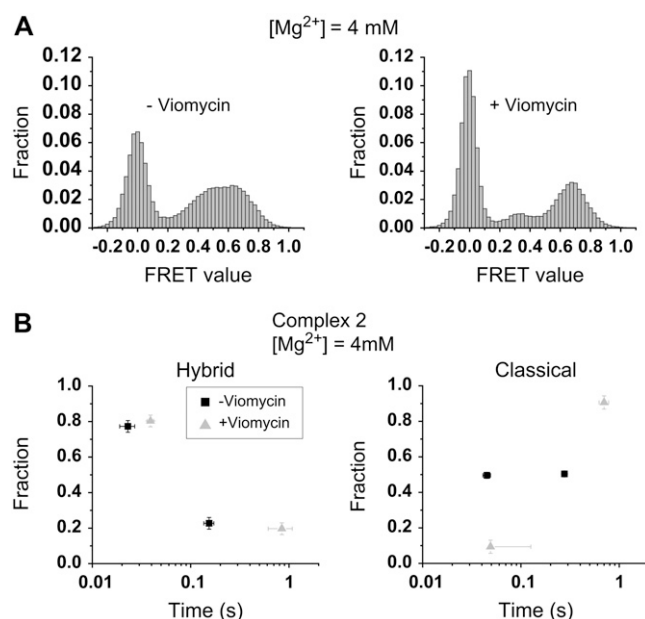 A
[Mg²⁺] = 4 mM
0.12
0.10
0.08
0.06
0.04
0.02
0.00
Fraction
- Viomycin
-0.2 0.0 0.2 0.4 0.6 0.8 1.0
FRET value
0.12
0.10
0.08
0.06
0.04
0.02
0.00
Fraction
+ Viomycin
-0.2 0.0 0.2 0.4 0.6 0.8 1.0
FRET value
B
Complex 2
[Mg²⁺] = 4mM
Hybrid
1.0
0.8
0.6
0.4
0.2
0.0
Fraction
-Viomycin
+Viomycin
0.01 0.1 1
Time (s)
Classical
1.0
0.8
0.6
0.4
0.2
0.0
Fraction
0.01 0.1 1
Time (s)